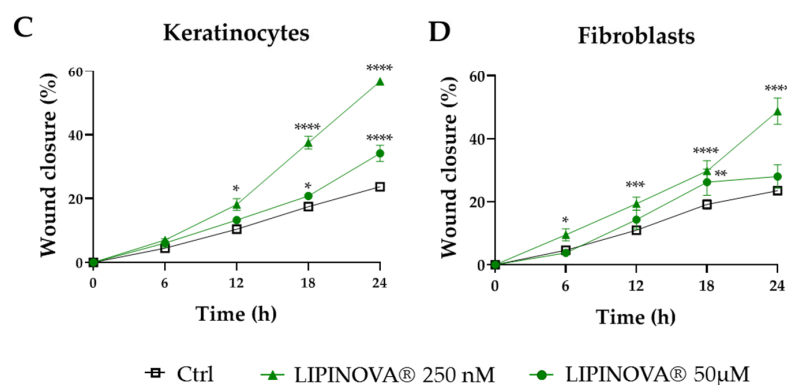 C
Keratinocytes
Wound closure (%)
60
40
20
0
*
****
*
****
****
0 6 12 18 24
Time (h)
D
Fibroblasts
Wound closure (%)
60
40
20
0
*
***
****
**
****
0 6 12 18 24
Time (h)
Ctrl LIPINOVA® 250 nM LIPINOVA® 50µM